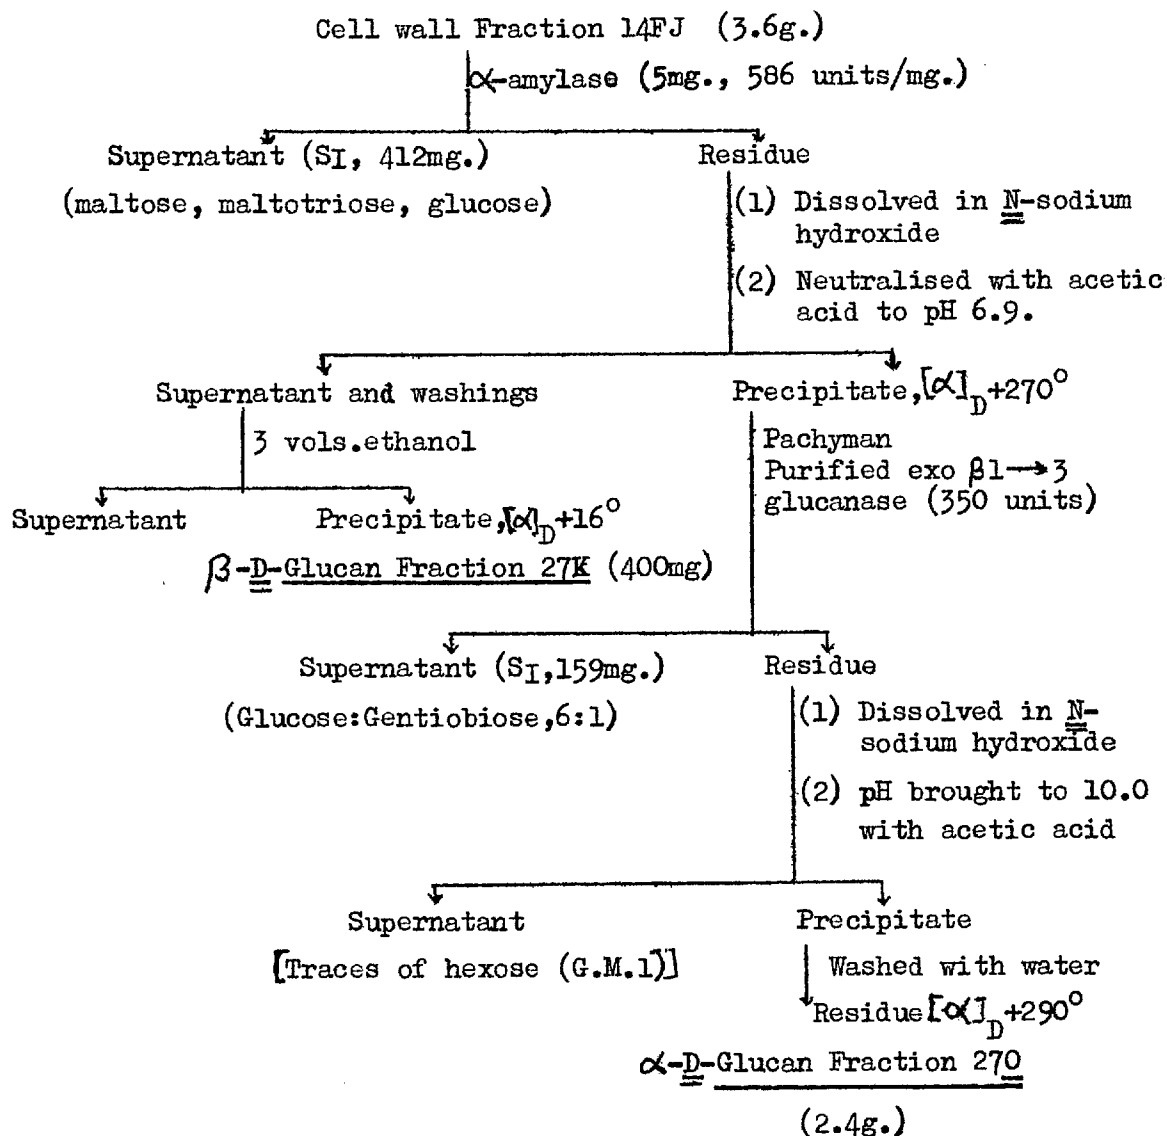 Cell wall Fraction 14FJ (3.6g.)
α-amylase (5mg., 586 units/mg.)
Supernatant (SI, 412mg.)
(maltose, maltotriose, glucose)
Residue
(1) Dissolved in N-sodium
hydroxide
(2) Neutralised with acetic
acid to pH 6.9.
Supernatant and washings
3 vols.ethanol
Precipitate,[α]D+270°
Pachyman
Purified exo β1→3
glucanase (350 units)
Supernatant
Precipitate,[α]D+16°
β-D-Glucan Fraction 27K (400mg)
Supernatant (SI,159mg.)
(Glucose:Gentiobiose,6:1)
Residue
(1) Dissolved in N-
sodium hydroxide
(2) pH brought to 10.0
with acetic acid
Supernatant
[Traces of hexose (G.M.1)]
Precipitate
Washed with water
Residue[α]D+290°
α-D-Glucan Fraction 27O
(2.4g.)